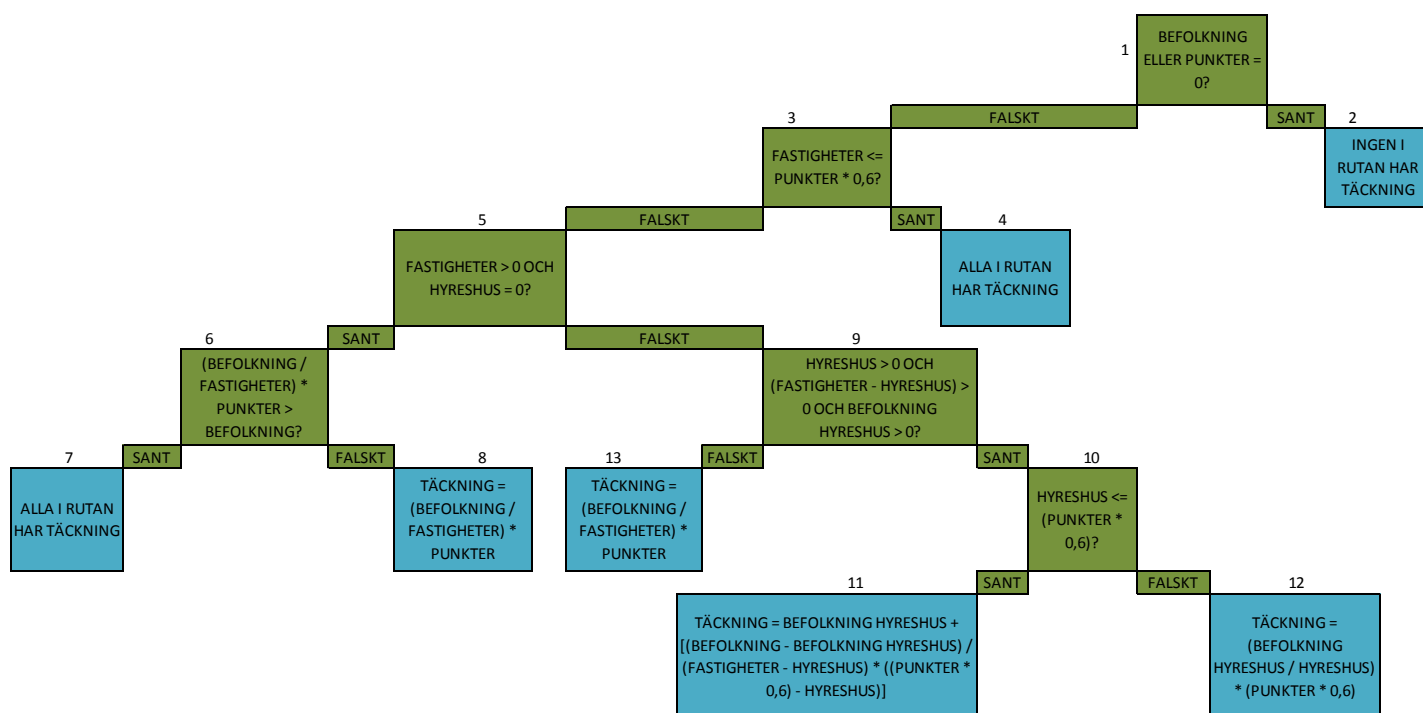 1
BEFOLKNING
ELLER PUNKTER =
0?
3
FALSKT
SANT
2
FASTIGHETER <=
PUNKTER * 0,6?
INGEN I
RUTAN HAR
TÄCKNING
5
FALSKT
SANT
4
FASTIGHETER > 0 OCH
HYRESHUS = 0?
ALLA I RUTAN
HAR TÄCKNING
6
SANT
FALSKT
9
(BEFOLKNING /
FASTIGHETER) *
PUNKTER >
BEFOLKNING?
HYRESHUS > 0 OCH
(FASTIGHETER - HYRESHUS) >
0 OCH BEFOLKNING
HYRESHUS > 0?
7
SANT
FALSKT
8
13
FALSKT
SANT
10
ALLA I RUTAN
HAR TÄCKNING
TÄCKNING =
(BEFOLKNING /
FASTIGHETER) *
PUNKTER
TÄCKNING =
(BEFOLKNING /
FASTIGHETER) *
PUNKTER
HYRESHUS <=
(PUNKTER *
0,6)?
11
SANT
FALSKT
12
TÄCKNING = BEFOLKNING HYRESHUS +
[(BEFOLKNING - BEFOLKNING HYRESHUS) /
(FASTIGHETER - HYRESHUS) * ((PUNKTER *
0,6) - HYRESHUS)]
TÄCKNING =
(BEFOLKNING
HYRESHUS / HYRESHUS)
* (PUNKTER * 0,6)